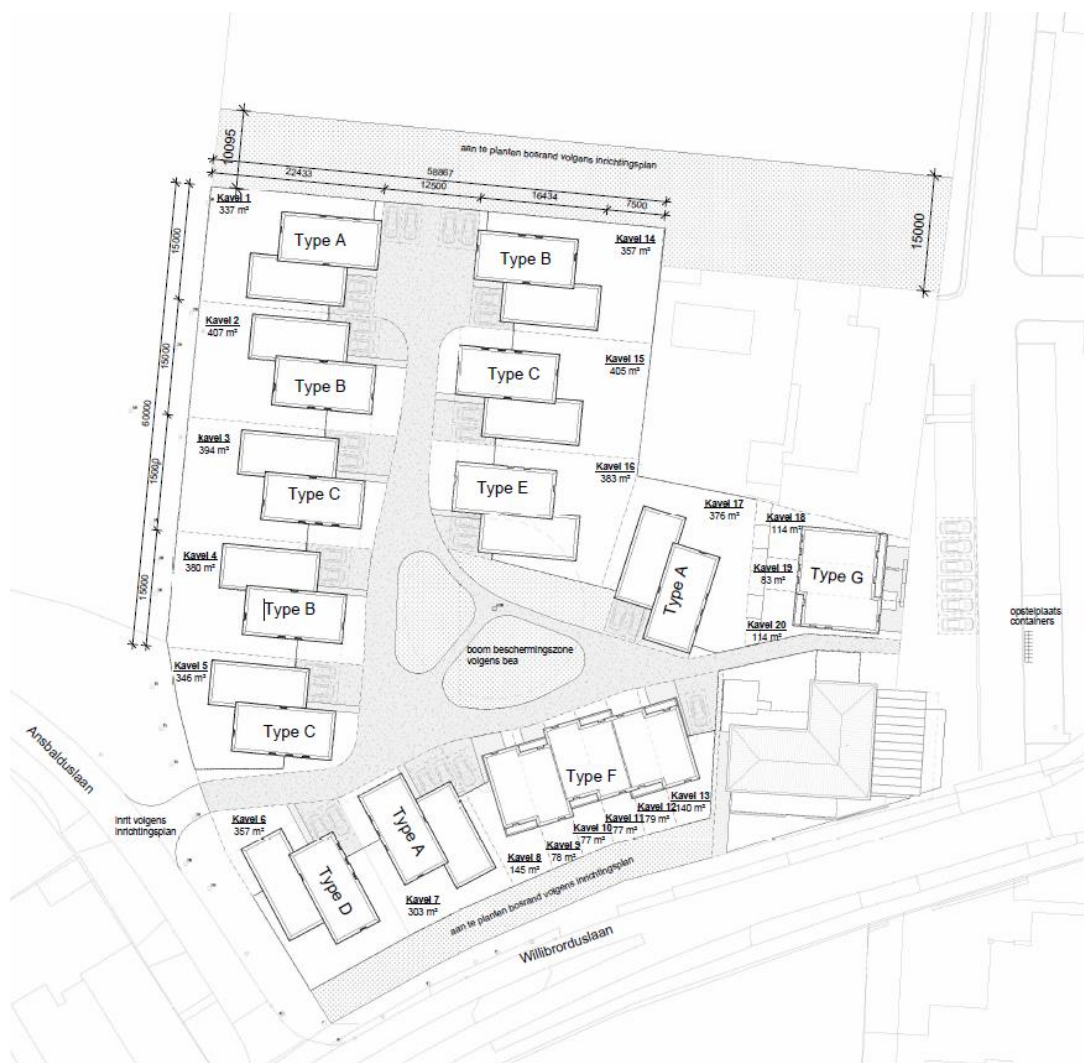 aan te planten bosrand volgens inrichtingsplan
10095
58867
22433
12500
16434
7500
15000
Kavel 1
337 m²
Type A
Type B
Kavel 14
357 m²
15000
Kavel 2
407 m²
Type B
Type C
Kavel 15
405 m²
15000
60000
kavel 3
394 m²
Type C
Type E
Kavel 16
383 m²
15000
Kavel 17
376 m²
Type A
Kavel 18
114 m²
Kavel 19
83 m²
Type G
Kavel 20
114 m²
Kavel 4
380 m²
Type B
15000
opstelplaats
containers
boom beschermingszone
volgens bea
Kavel 5
346 m²
Type C
Ansbalduslaan
inrit volgens
inrichtingsplan
Kavel 6
357 m²
Type D
Type A
Kavel 7
303 m²
Type F
Kavel 8
145 m²
Kavel 9
78 m²
Kavel 10
77 m²
Kavel 11
77 m²
Kavel 12
79 m²
Kavel 13
140 m²
aan te planten bosrand volgens inrichtingsplan
Willibrorduslaan